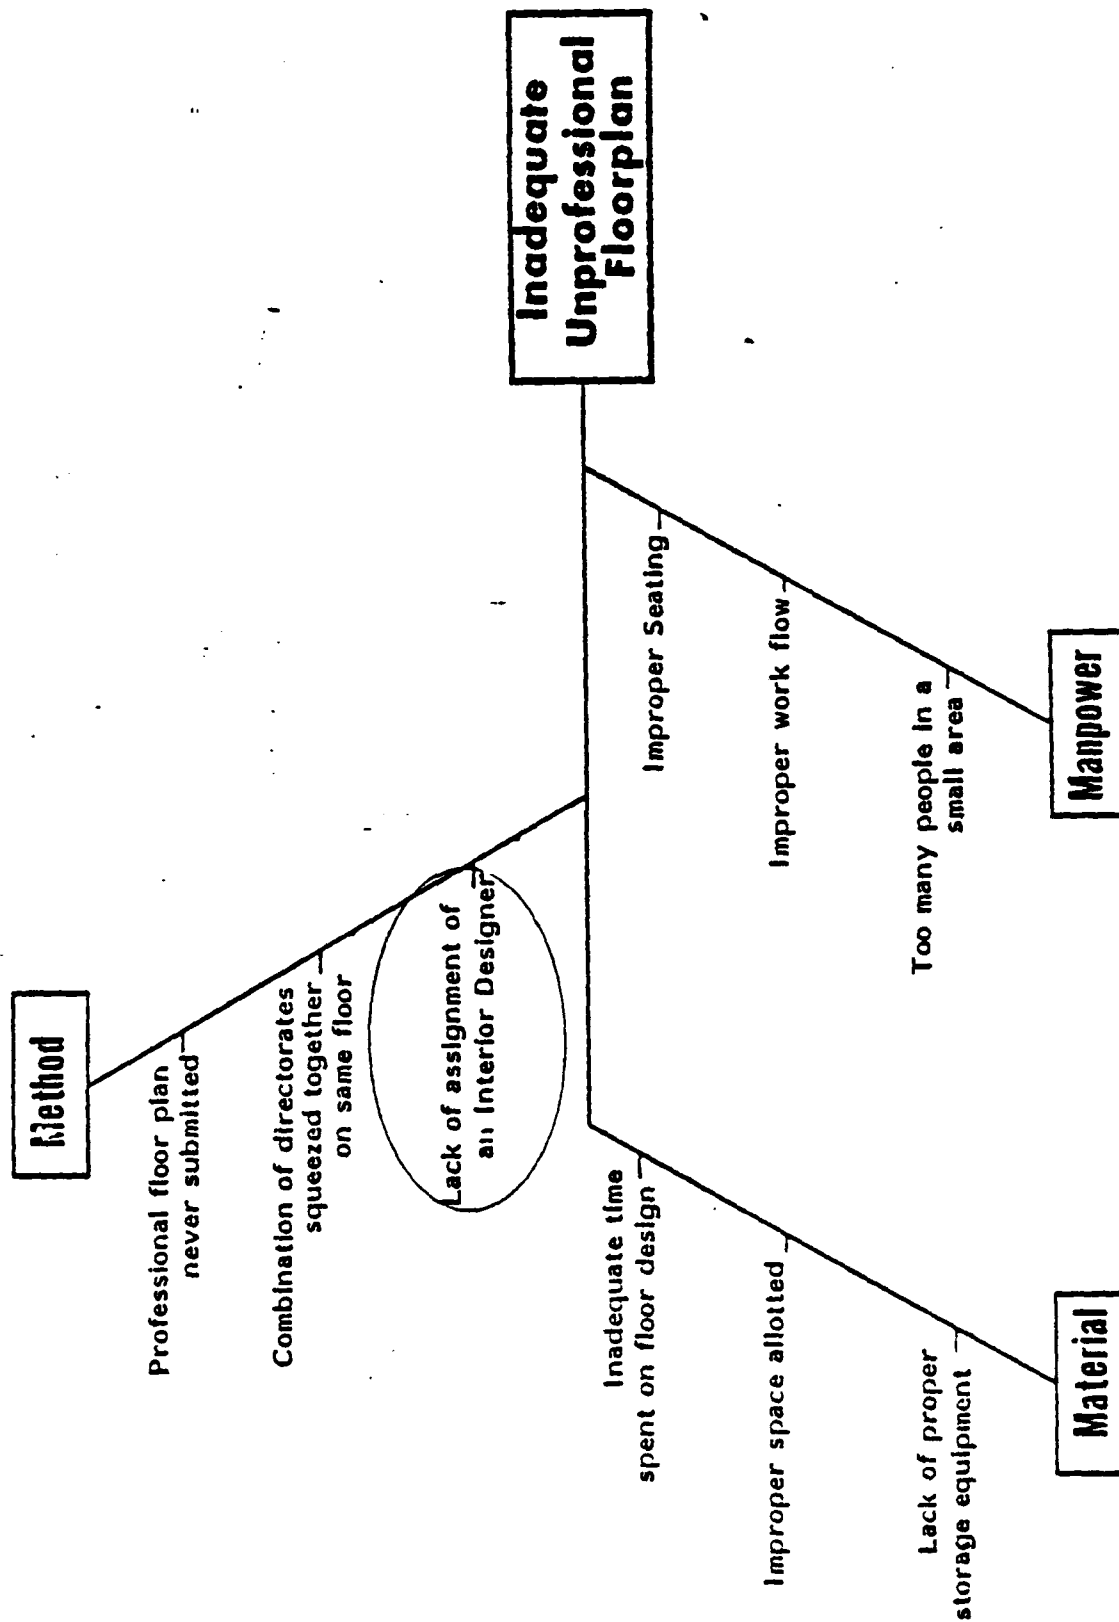 Method
Professional floor plan
never submitted
Combination of directorates
squeezed together
on same floor
Lack of assignment of
an Interior Designer
Inadequate
Unprofessional
Floorplan
Inadequate time
spent on floor design
Improper space allotted
Lack of proper
storage equipment
Material
Improper Seating
Improper work flow
Too many people in a
small area
Manpower